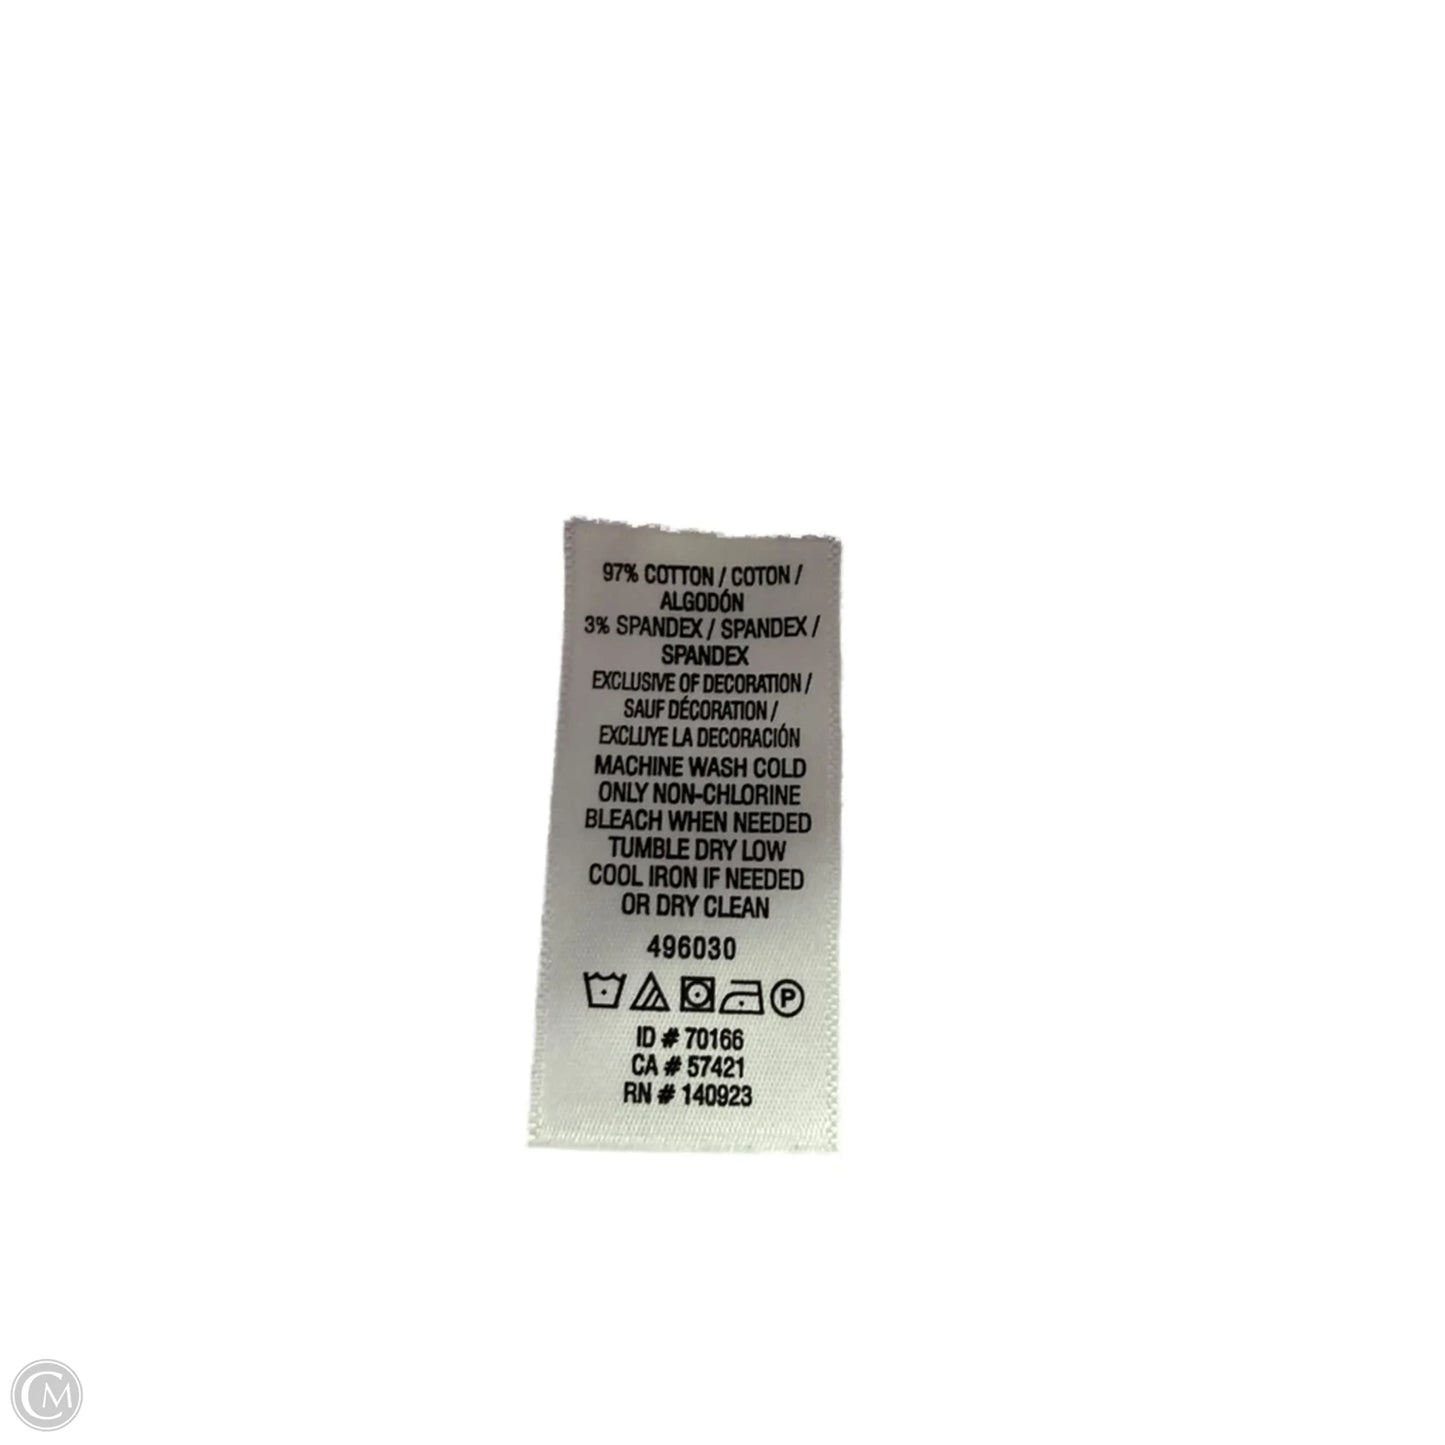 97% COTTON / COTON /
ALGODÓN
3% SPANDEX / SPANDEX /
SPANDEX
EXCLUSIVE OF DECORATION /
SAUF DÉCORATION /
EXCLUYE LA DECORACIÓN
MACHINE WASH COLD
ONLY NON-CHLORINE
BLEACH WHEN NEEDED
TUMBLE DRY LOW
COOL IRON IF NEEDED
OR DRY CLEAN
496030
P
ID # 70166
CA # 57421
RN # 140923
CM